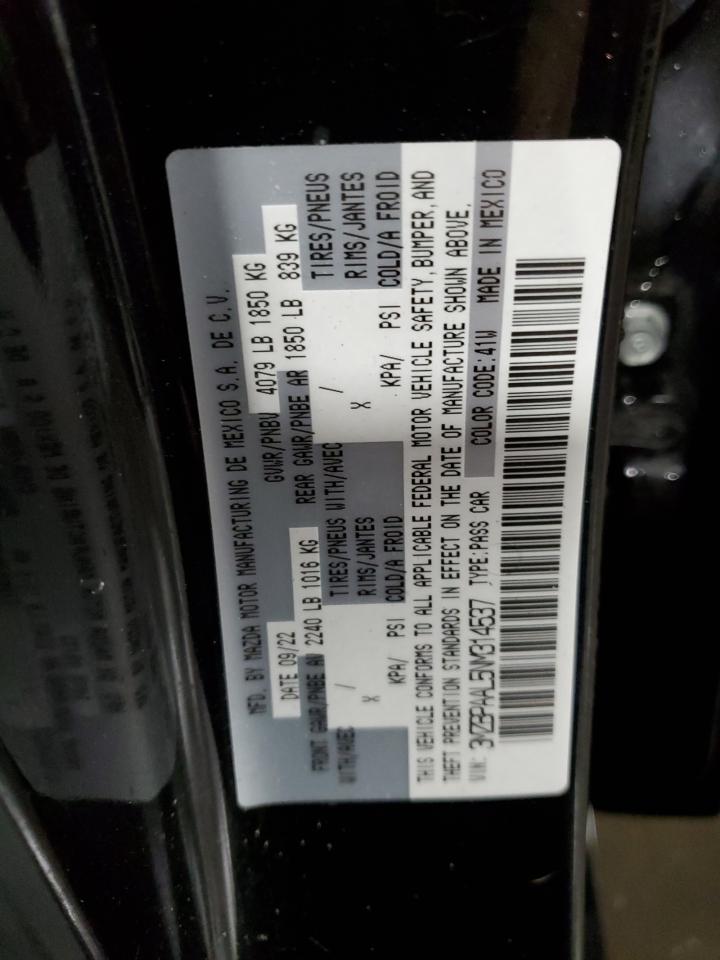 MFD. BY MAZDA MOTOR MANUFACTURING DE MEXICO S.A. DE C.V.
DATE 09/22 GVWR/PNBV 4079 LB 1850 KG
FRONT GAWR/PNBE AV 2240 LB 1016 KG REAR GAWR/PNBE AR 1850 LB 839 KG
WITH/AVEC / TIRES/PNEUS WITH/AVEC / TIRES/PNEUS
X RIMS/JANTES X RIMS/JANTES
KPA/ PSI COLD/A FROID KPA/ PSI COLD/A FROID
THIS VEHICLE CONFORMS TO ALL APPLICABLE FEDERAL MOTOR VEHICLE SAFETY, BUMPER, AND
THEFT PREVENTION STANDARDS IN EFFECT ON THE DATE OF MANUFACTURE SHOWN ABOVE.
VIN: 3MZBPAAL5NM314537 TYPE:PASS CAR COLOR CODE:41W MADE IN MEXICO